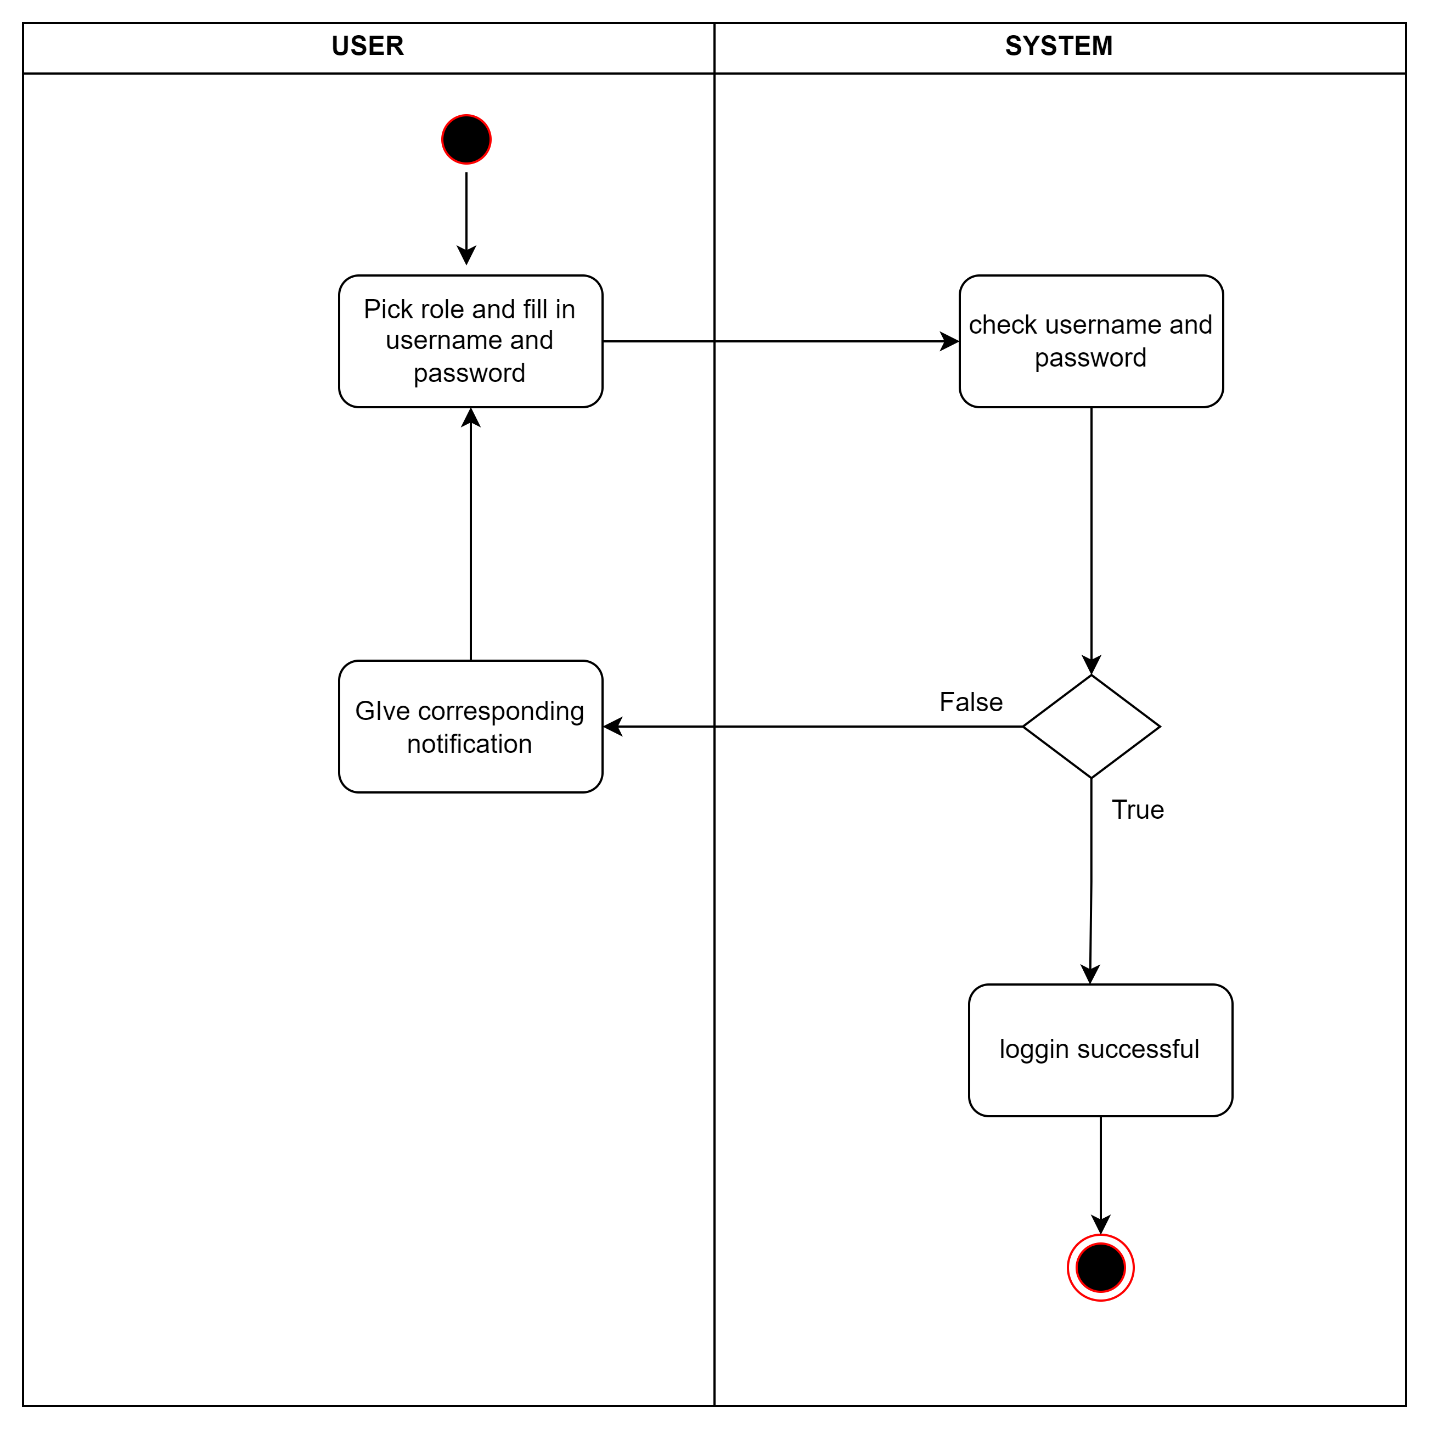 USER
SYSTEM
Pick role and fill in
username and
password
check username and
password
False
GIve corresponding
notification
True
loggin successful